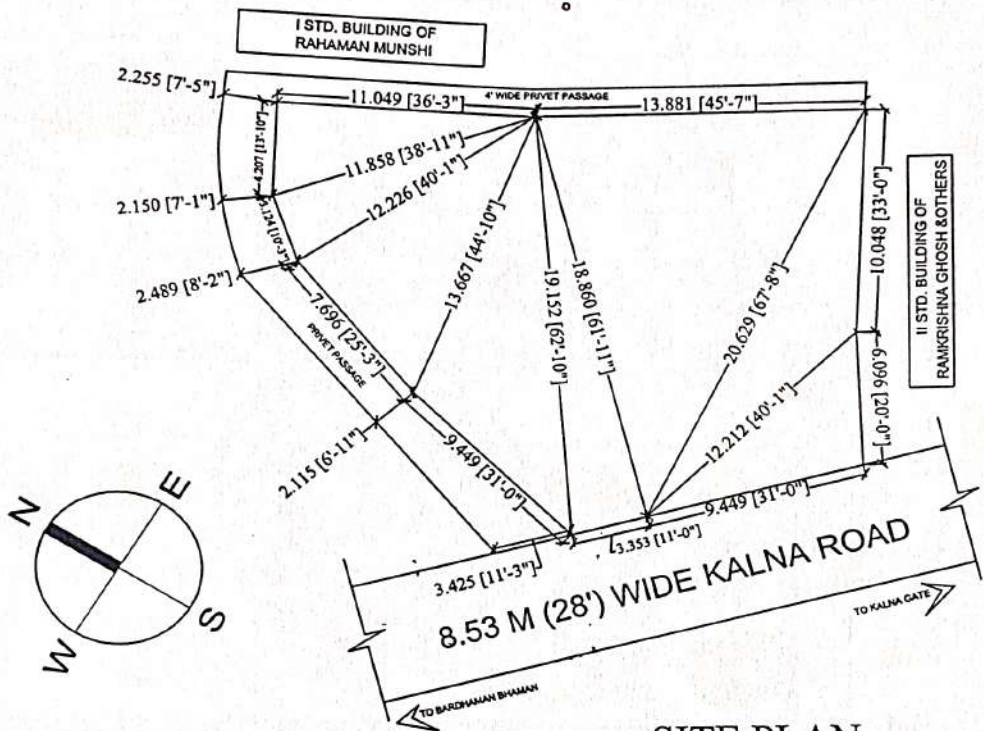 I STD. BUILDING OF
RAHAMAN MUNSHI
2.255 [7'-5"]
11.049 [36'-3"]
4' WIDE PRIVET PASSAGE
13.881 [45'-7"]
11.858 [38'-11"]
12.226 [40'-1"]
4.207 [13'-10"]
2.150 [7'-1"]
2.489 [8'-2"]
13.667 [44'-10"]
19.152 [62'-10"]
18.860 [61'-11"]
20.629 [67'-8"]
10.048 [33'-0"]
II STD. BUILDING OF
RAMKRISHNA GHOSH &OTHERS
7.696 [25'-3"]
PRIVET PASSAGE
12.212 [40'-1"]
6.096 [20'-0"]
2.115 [6'-11"]
9.449 [31'-0"]
9.449 [31'-0"]
3.353 [11'-0"]
3.425 [11'-3"]
8.53 M (28') WIDE KALNA ROAD
TO KALNA GATE
TO BARDHAMAN BHAMAN
N
E
S
W
SITE PLAN